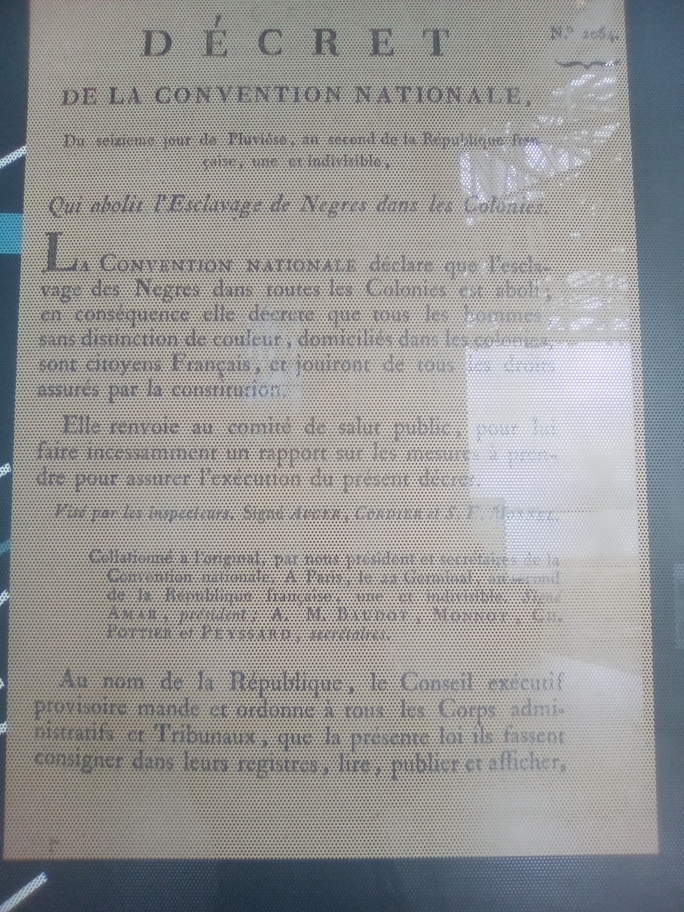 DÉCRET
N.° 2064.
DE LA CONVENTION NATIONALE,
Du seizieme jour de Pluviôse, an second de la République fran-
çaise, une et indivisible,
Qui abolit l'Esclavage de Negres dans les Colonies.
LA CONVENTION NATIONALE déclare que l'escla-
vage des Negres dans toutes les Colonies est aboli ;
en conséquence elle décrete que tous les hommes,
sans distinction de couleur, domiciliés dans les colonies,
sont citoyens Français, et jouiront de tous les droits
assurés par la constitution.
Elle renvoie au comité de salut public, pour lui
faire incessamment un rapport sur les mesures à pren-
dre pour assurer l'exécution du présent décret.
Visé par les inspecteurs. Signé AUGER, CORDIER et S. E. MONNEL.
Collationné à l'original, par nous président et secrétaires de la
Convention nationale. A Paris, le 22 Germinal, an second
de la République française, une et indivisible. Signé
AMAR, président; A. M. BAUDOT, MONNOT, CH.
POTTIER et PEYSSARD, secrétaires.
Au nom de la République, le Conseil exécutif
provisoire mande et ordonne à tous les Corps admi-
nistratifs et Tribunaux, que la présente loi ils fassent
consigner dans leurs registres, lire, publier et afficher,